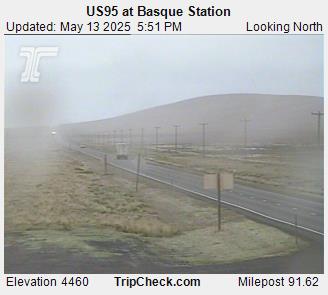 US95 at Basque Station
Updated: May 13 2025 5:51 PM Looking North
Elevation 4460 TripCheck.com Milepost 91.62